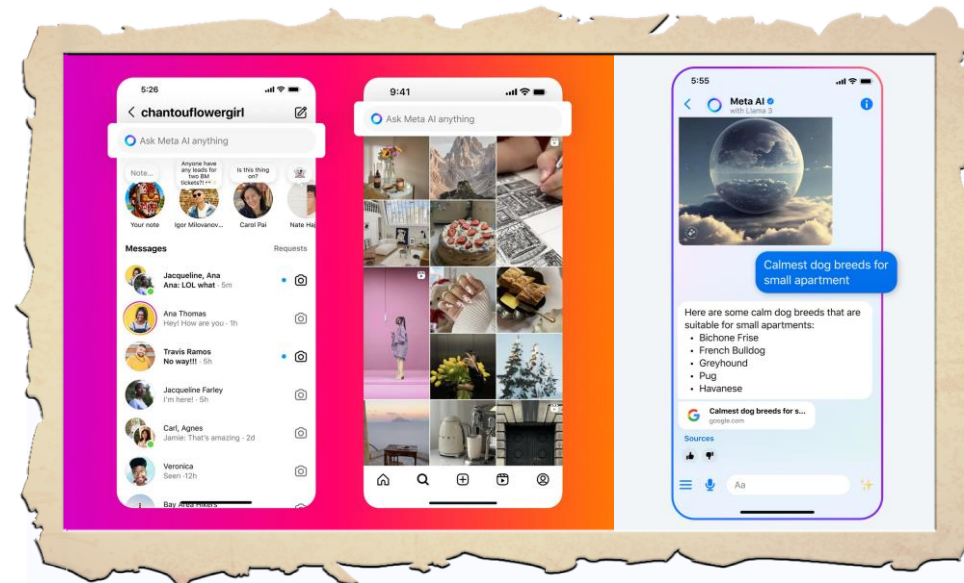 5:26
chantouflowergirl
Ask Meta AI anything
Note...
Anyone have
any leads for
two BM
tickets?!
Is this thing
on?
Your note
Igor Milovanov...
Carol Pai
Nate Ha
Messages
Requests
Jacqueline, Ana
Ana: LOL what · 5m
Ana Thomas
Hey! How are you · 1h
Travis Ramos
No way!!! · 5h
Jacqueline Farley
I'm here! · 5h
Carl, Agnes
Jamie: That's amazing · 2d
Veronica
Seen · 12h
Bay Area Hikers
9:41
Ask Meta AI anything
5:55
Meta AI
with Llama 3
Calmest dog breeds for
small apartment
Here are some calm dog breeds that are
suitable for small apartments:
• Bichone Frise
• French Bulldog
• Greyhound
• Pug
• Havanese
G
Calmest dog breeds for s...
google.com
Sources
Aa